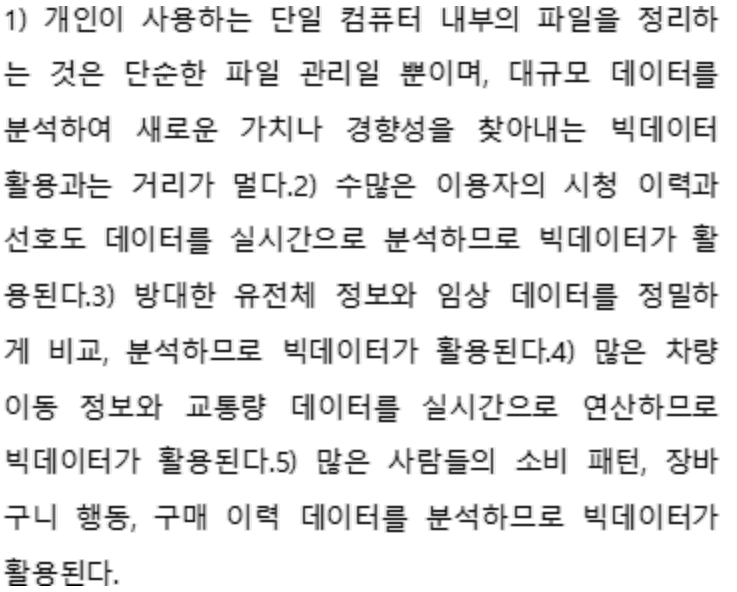 1) 개인이 사용하는 단일 컴퓨터 내부의 파일을 정리하
는 것은 단순한 파일 관리일 뿐이며, 대규모 데이터를
분석하여 새로운 가치나 경향성을 찾아내는 빅데이터
활용과는 거리가 멀다.2) 수많은 이용자의 시청 이력과
선호도 데이터를 실시간으로 분석하므로 빅데이터가 활
용된다.3) 방대한 유전체 정보와 임상 데이터를 정밀하
게 비교, 분석하므로 빅데이터가 활용된다.4) 많은 차량
이동 정보와 교통량 데이터를 실시간으로 연산하므로
빅데이터가 활용된다.5) 많은 사람들의 소비 패턴, 장바
구니 행동, 구매 이력 데이터를 분석하므로 빅데이터가
활용된다.